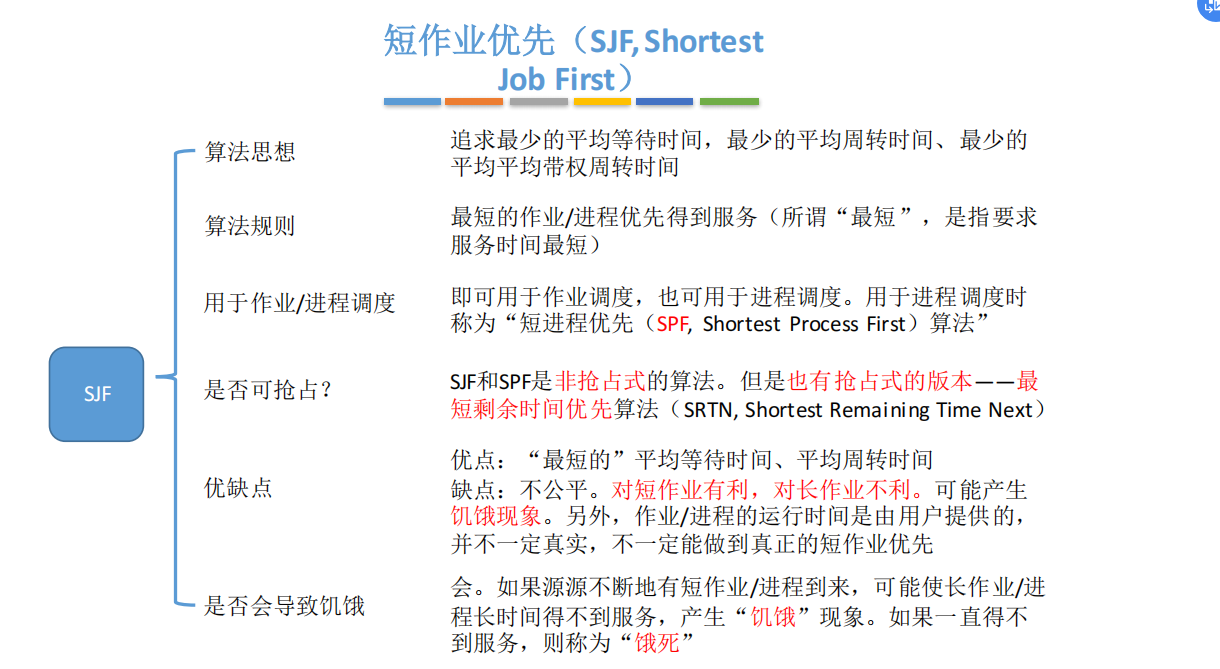 短作业优先（SJF, Shortest
Job First）
算法思想
追求最少的平均等待时间，最少的平均周转时间、最少的
平均平均带权周转时间
算法规则
最短的作业/进程优先得到服务（所谓“最短”，是指要求
服务时间最短）
用于作业/进程调度
即可用于作业调度，也可用于进程调度。用于进程调度时
称为“短进程优先（SPF, Shortest Process First）算法”
SJF
是否可抢占？
SJF和SPF是非抢占式的算法。但是也有抢占式的版本——最
短剩余时间优先算法（SRTN, Shortest Remaining Time Next）
优缺点
优点：“最短的”平均等待时间、平均周转时间
缺点：不公平。对短作业有利，对长作业不利。可能产生
饥饿现象。另外，作业/进程的运行时间是由用户提供的，
并不一定真实，不一定能做到真正的短作业优先
是否会导致饥饿
会。如果源源不断地有短作业/进程到来，可能使长作业/进
程长时间得不到服务，产生“饥饿”现象。如果一直得不
到服务，则称为“饿死”